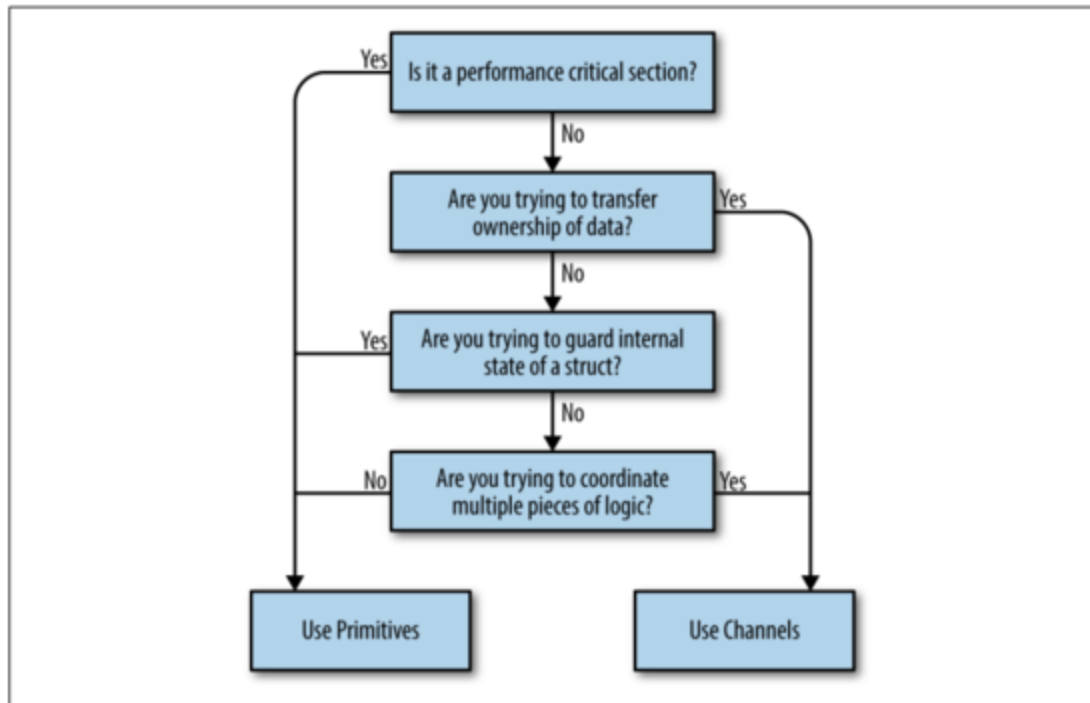 Yes
Is it a performance critical section?
No
Are you trying to transfer
ownership of data?
Yes
No
Yes
Are you trying to guard internal
state of a struct?
No
No
Are you trying to coordinate
multiple pieces of logic?
Yes
Use Primitives
Use Channels